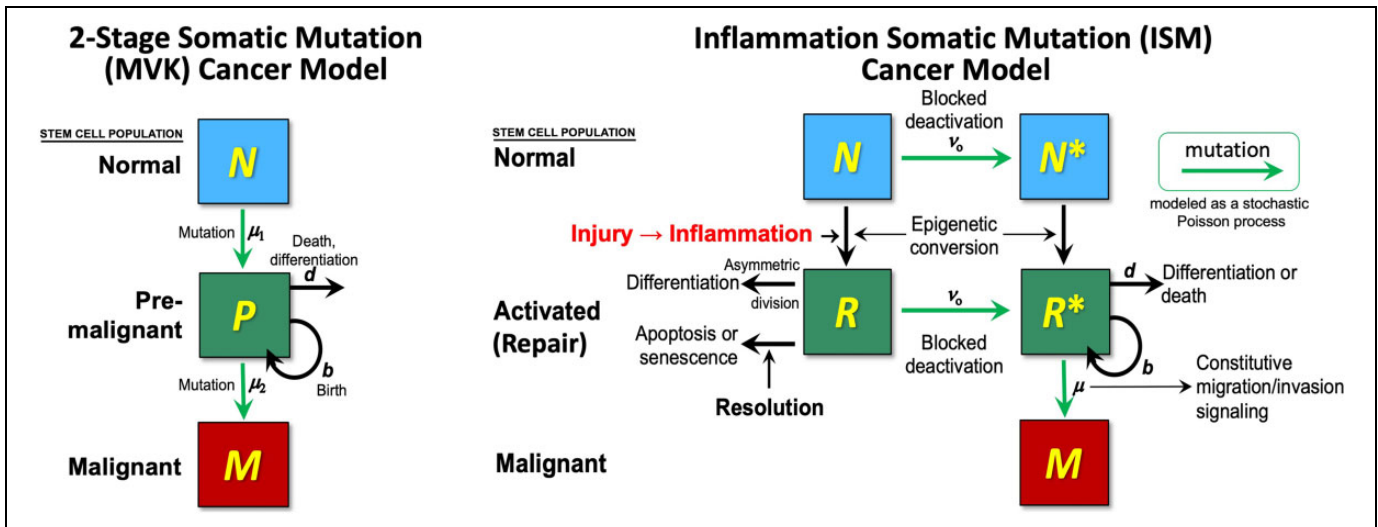 2-Stage Somatic Mutation
(MVK) Cancer Model
STEM CELL POPULATION
Normal
N
Mutation
μ1
Death,
differentiation
d
Pre-
malignant
P
b
Birth
Mutation
μ2
Malignant
M
Inflammation Somatic Mutation (ISM)
Cancer Model
STEM CELL POPULATION
Normal
N
Blocked
deactivation
νo
N*
mutation
modeled as a stochastic
Poisson process
Injury → Inflammation
Epigenetic
conversion
Asymmetric
Differentiation
division
Activated
(Repair)
R
νo
Blocked
deactivation
R*
d
Differentiation or
death
b
Apoptosis or
senescence
Resolution
μ
Constitutive
migration/invasion
signaling
Malignant
M